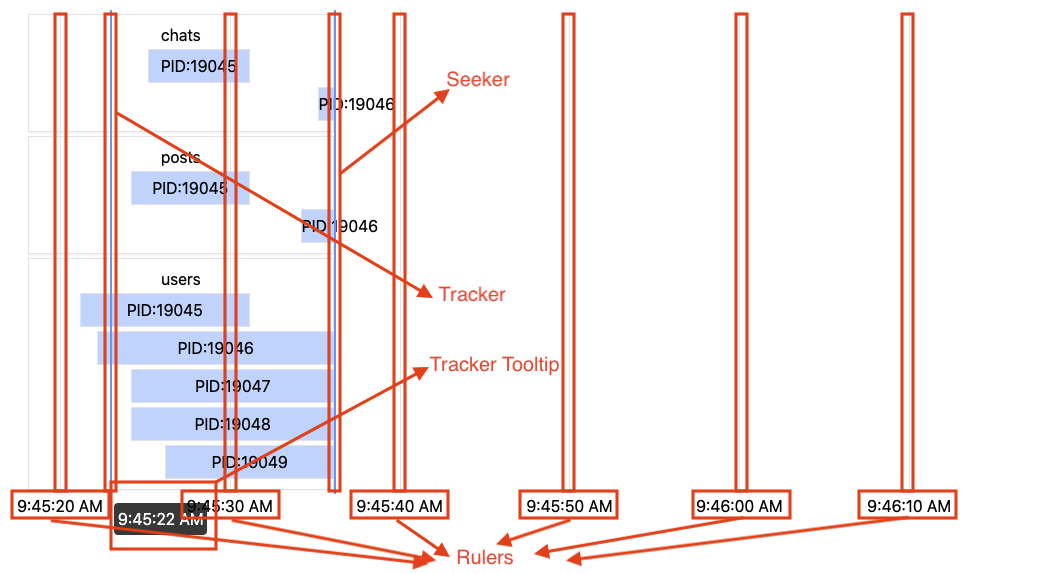 chats
PID:19045
Seeker
PID:19046
posts
PID:19045
PID:19046
users
Tracker
PID:19045
PID:19046
Tracker Tooltip
PID:19047
PID:19048
PID:19049
9:45:20 AM
9:45:30 AM
9:45:40 AM
9:45:50 AM
9:46:00 AM
9:46:10 AM
9:45:22 AM
Rulers